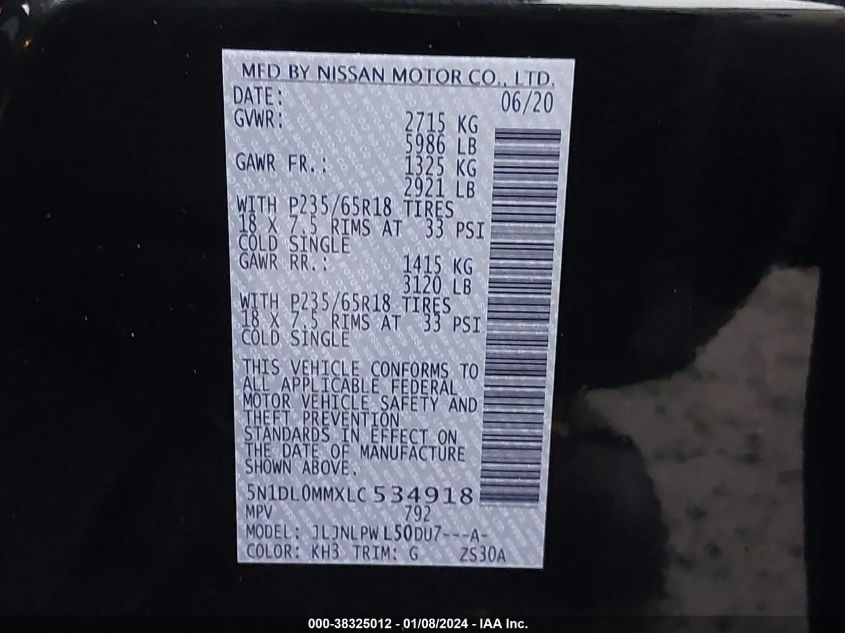 MFD BY NISSAN MOTOR CO., LTD.
DATE: 06/20
GVWR: 2715 KG
5986 LB
GAWR FR.: 1325 KG
2921 LB
WITH P235/65R18 TIRES
18 X 7.5 RIMS AT 33 PSI
COLD SINGLE
GAWR RR.: 1415 KG
3120 LB
WITH P235/65R18 TIRES
18 X 7.5 RIMS AT 33 PSI
COLD SINGLE
THIS VEHICLE CONFORMS TO
ALL APPLICABLE FEDERAL
MOTOR VEHICLE SAFETY AND
THEFT PREVENTION
STANDARDS IN EFFECT ON
THE DATE OF MANUFACTURE
SHOWN ABOVE.
5N1DL0MMXLC534918
MPV 792
MODEL: JLJNLPWL50DU7---A-
COLOR: KH3 TRIM: G ZS30A
000-38325012 - 01/08/2024 - IAA Inc.